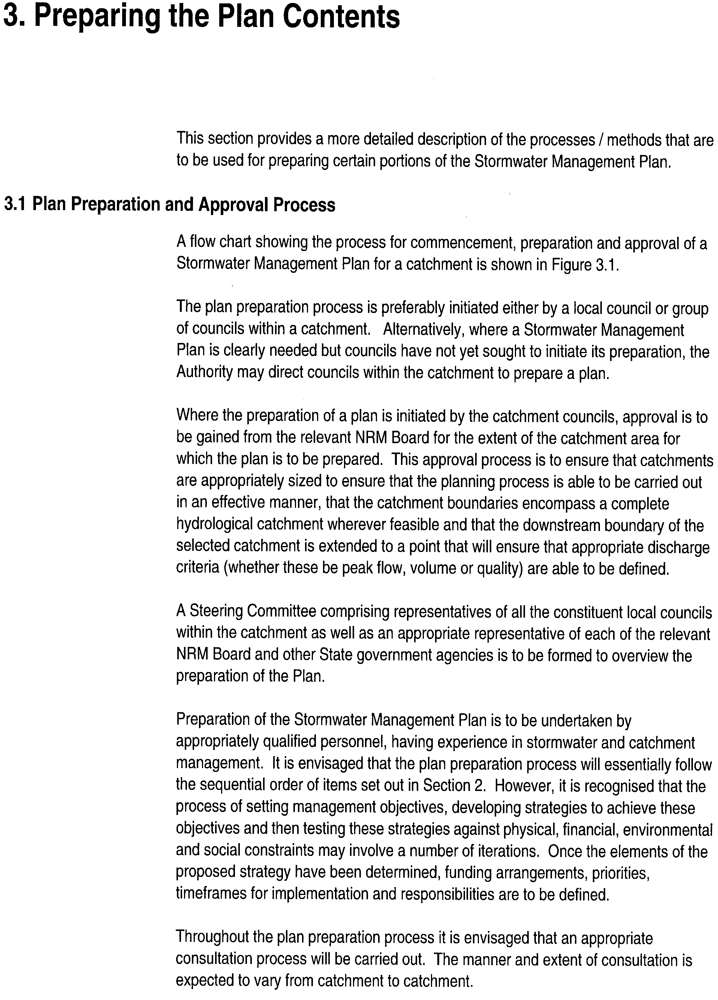 3. Preparing the Plan Contents
This section provides a more detailed description of the processes / methods that are
to be used for preparing certain portions of the Stormwater Management Plan.
3.1 Plan Preparation and Approval Process
A flow chart showing the process for commencement, preparation and approval of a
Stormwater Management Plan for a catchment is shown in Figure 3.1.
The plan preparation process is preferably initiated either by a local council or group
of councils within a catchment.   Alternatively, where a Stormwater Management
Plan is clearly needed but councils have not yet sought to initiate its preparation, the
Authority may direct councils within the catchment to prepare a plan.
Where the preparation of a plan is initiated by the catchment councils, approval is to
be gained from the relevant NRM Board for the extent of the catchment area for
which the plan is to be prepared.  This approval process is to ensure that catchments
are appropriately sized to ensure that the planning process is able to be carried out
in an effective manner, that the catchment boundaries encompass a complete
hydrological catchment wherever feasible and that the downstream boundary of the
selected catchment is extended to a point that will ensure that appropriate discharge
criteria (whether these be peak flow, volume or quality) are able to be defined.
A Steering Committee comprising representatives of all the constituent local councils
within the catchment as well as an appropriate representative of each of the relevant
NRM Board and other State government agencies is to be formed to overview the
preparation of the Plan.
Preparation of the Stormwater Management Plan is to be undertaken by
appropriately qualified personnel, having experience in stormwater and catchment
management.  It is envisaged that the plan preparation process will essentially follow
the sequential order of items set out in Section 2.  However, it is recognised that the
process of setting management objectives, developing strategies to achieve these
objectives and then testing these strategies against physical, financial, environmental
and social constraints may involve a number of iterations.  Once the elements of the
proposed strategy have been determined, funding arrangements, priorities,
timeframes for implementation and responsibilities are to be defined.
Throughout the plan preparation process it is envisaged that an appropriate
consultation process will be carried out.  The manner and extent of consultation is
expected to vary from catchment to catchment.